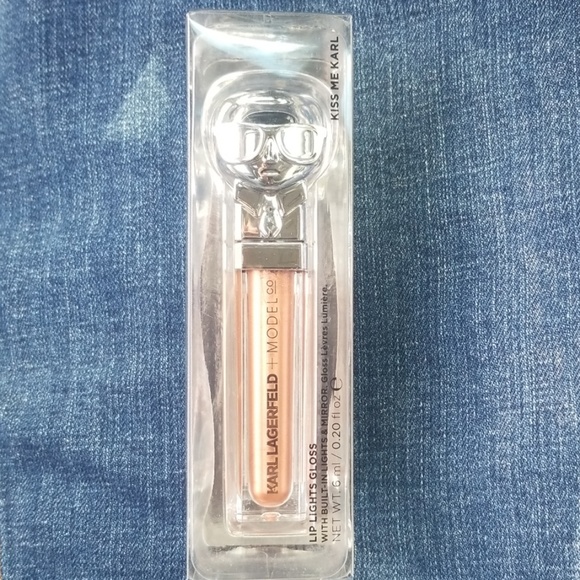 KISS ME KARL
KARL LAGERFELD + MODELCO
LIP LIGHTS GLOSS
WITH BUILT-IN LIGHTS & MIRROR. Gloss Lèvres Lumière.
NET WT. 6 ml / 0.20 fl oz ℮